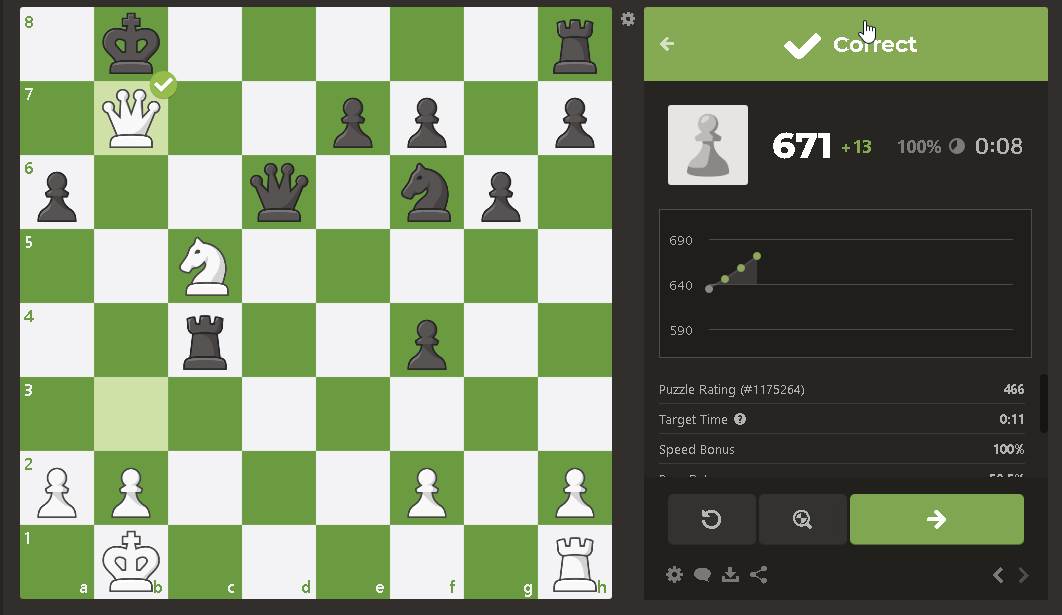 8
7
6
5
4
3
2
1
a b c d e f g h
Correct
671 +13 100% 0:08
690
640
590
Puzzle Rating (#1175264) 466
Target Time ? 0:11
Speed Bonus 100%